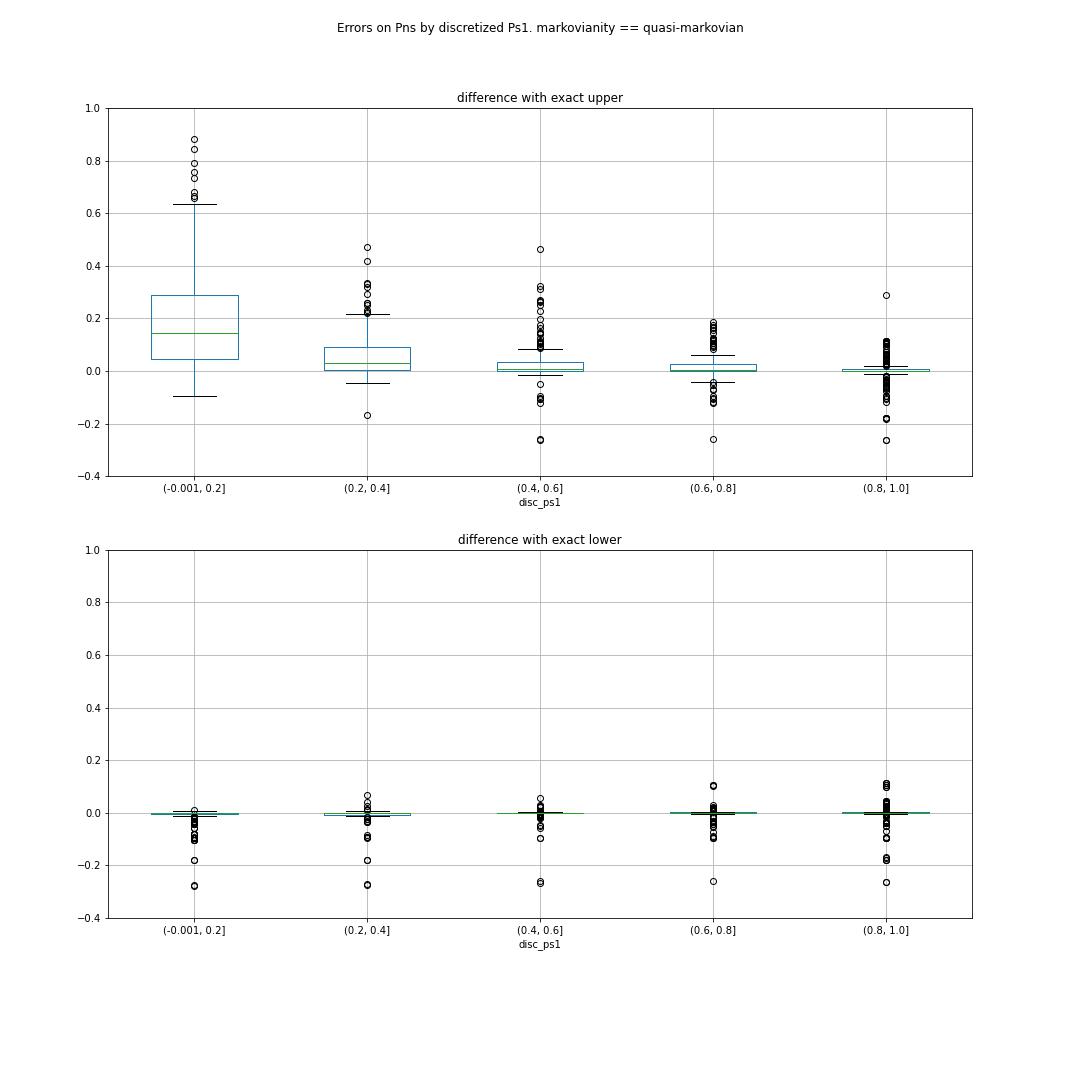 Errors on Pns by discretized Ps1. markovianity == quasi-markovian
difference with exact upper
1.0
0.8
0.6
0.4
0.2
0.0
−0.2
−0.4
(-0.001, 0.2] (0.2, 0.4] (0.4, 0.6] (0.6, 0.8] (0.8, 1.0]
disc_ps1
difference with exact lower
1.0
0.8
0.6
0.4
0.2
0.0
−0.2
−0.4
(-0.001, 0.2] (0.2, 0.4] (0.4, 0.6] (0.6, 0.8] (0.8, 1.0]
disc_ps1